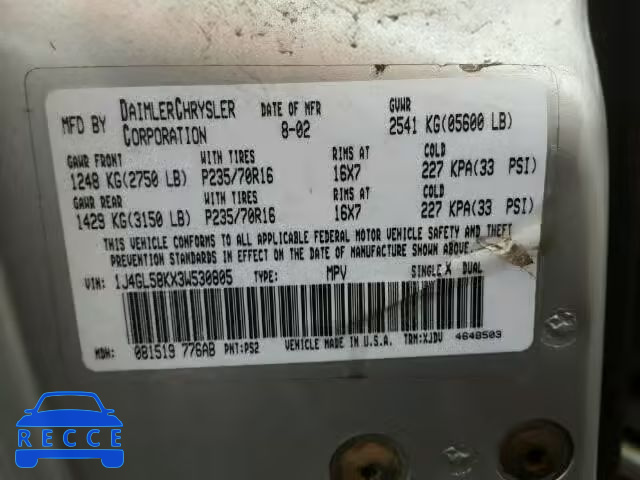 MFD BY DAIMLERCHRYSLER CORPORATION DATE OF MFR 8-02 GVWR 2541 KG(05600 LB)
GAWR FRONT WITH TIRES RIMS AT COLD
1248 KG(2750 LB) P235/70R16 16X7 227 KPA(33 PSI)
GAWR REAR WITH TIRES RIMS AT COLD
1429 KG(3150 LB) P235/70R16 16X7 227 KPA(33 PSI)
THIS VEHICLE CONFORMS TO ALL APPLICABLE FEDERAL MOTOR VEHICLE SAFETY AND THEFT
PREVENTION STANDARDS IN EFFECT ON THE DATE OF MANUFACTURE SHOWN ABOVE.
VIN: 1J4GL58KX3W530805 TYPE: MPV SINGLE X DUAL
MDH: 081519 776AB PNT:PS2 VEHICLE MADE IN U.S.A. TRM:XJDV 4648503
RECCE